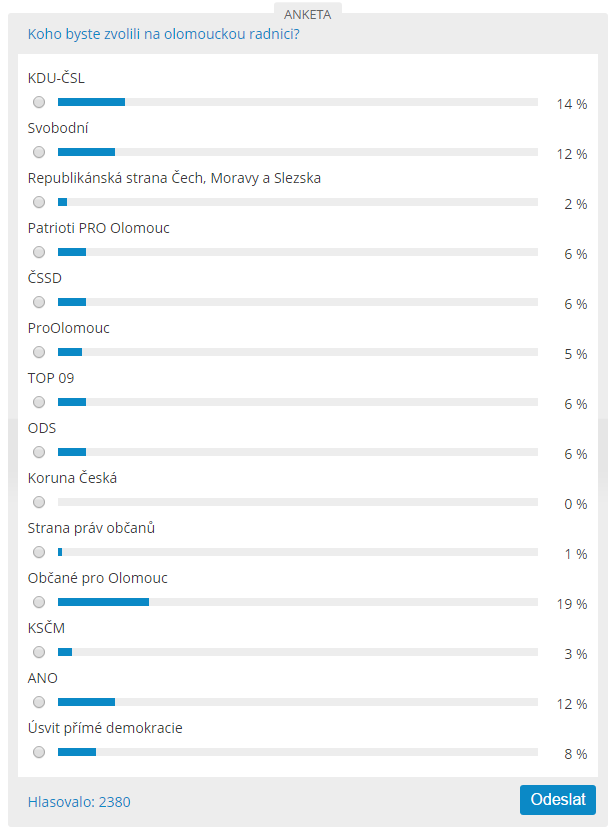 ANKETA
Koho byste zvolili na olomouckou radnici?
KDU-ČSL
14 %
Svobodní
12 %
Republikánská strana Čech, Moravy a Slezska
2 %
Patrioti PRO Olomouc
6 %
ČSSD
6 %
ProOlomouc
5 %
TOP 09
6 %
ODS
6 %
Koruna Česká
0 %
Strana práv občanů
1 %
Občané pro Olomouc
19 %
KSČM
3 %
ANO
12 %
Úsvit přímé demokracie
8 %
Hlasovalo: 2380
Odeslat